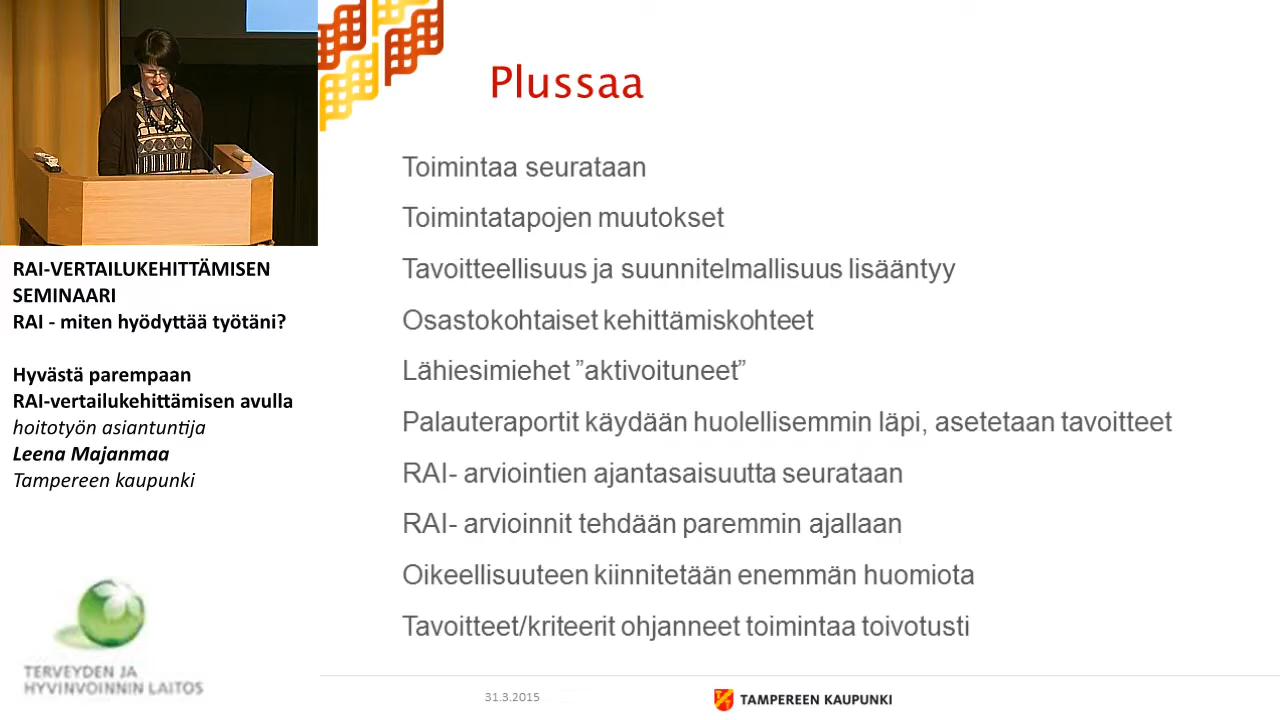 RAI-VERTAILUKEHITTÄMISEN
SEMINAARI
RAI - miten hyödyttää työtäni?
Hyvästä parempaan
RAI-vertailukehittämisen avulla
hoitotyön asiantuntija
Leena Majanmaa
Tampereen kaupunki
TERVEYDEN JA
HYVINVOINNIN LAITOS
Plussaa
Toimintaa seurataan
Toimintatapojen muutokset
Tavoitteellisuus ja suunnitelmallisuus lisääntyy
Osastokohtaiset kehittämiskohteet
Lähiesimiehet ”aktivoituneet”
Palauteraportit käydään huolellisemmin läpi, asetetaan tavoitteet
RAI- arviointien ajantasaisuutta seurataan
RAI- arvioinnit tehdään paremmin ajallaan
Oikeellisuuteen kiinnitetään enemmän huomiota
Tavoitteet/kriteerit ohjanneet toimintaa toivotusti
31.3.2015
TAMPEREEN KAUPUNKI